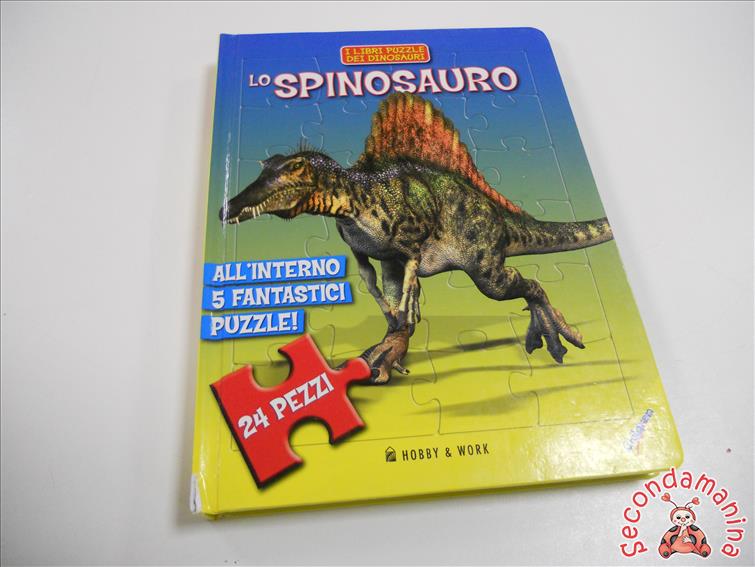 I LIBRI PUZZLE
DEI DINOSAURI
LO SPINOSAURO
ALL'INTERNO
5 FANTASTICI
PUZZLE!
24 PEZZI
HOBBY & WORK
Secondamanina